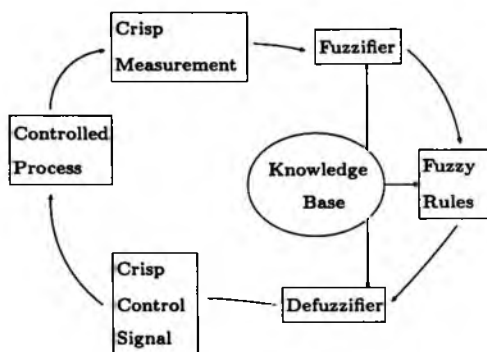 Crisp
Measurement
Fuzzifier
Controlled
Process
Knowledge
Base
Fuzzy
Rules
Crisp
Control
Signal
Defuzzifier